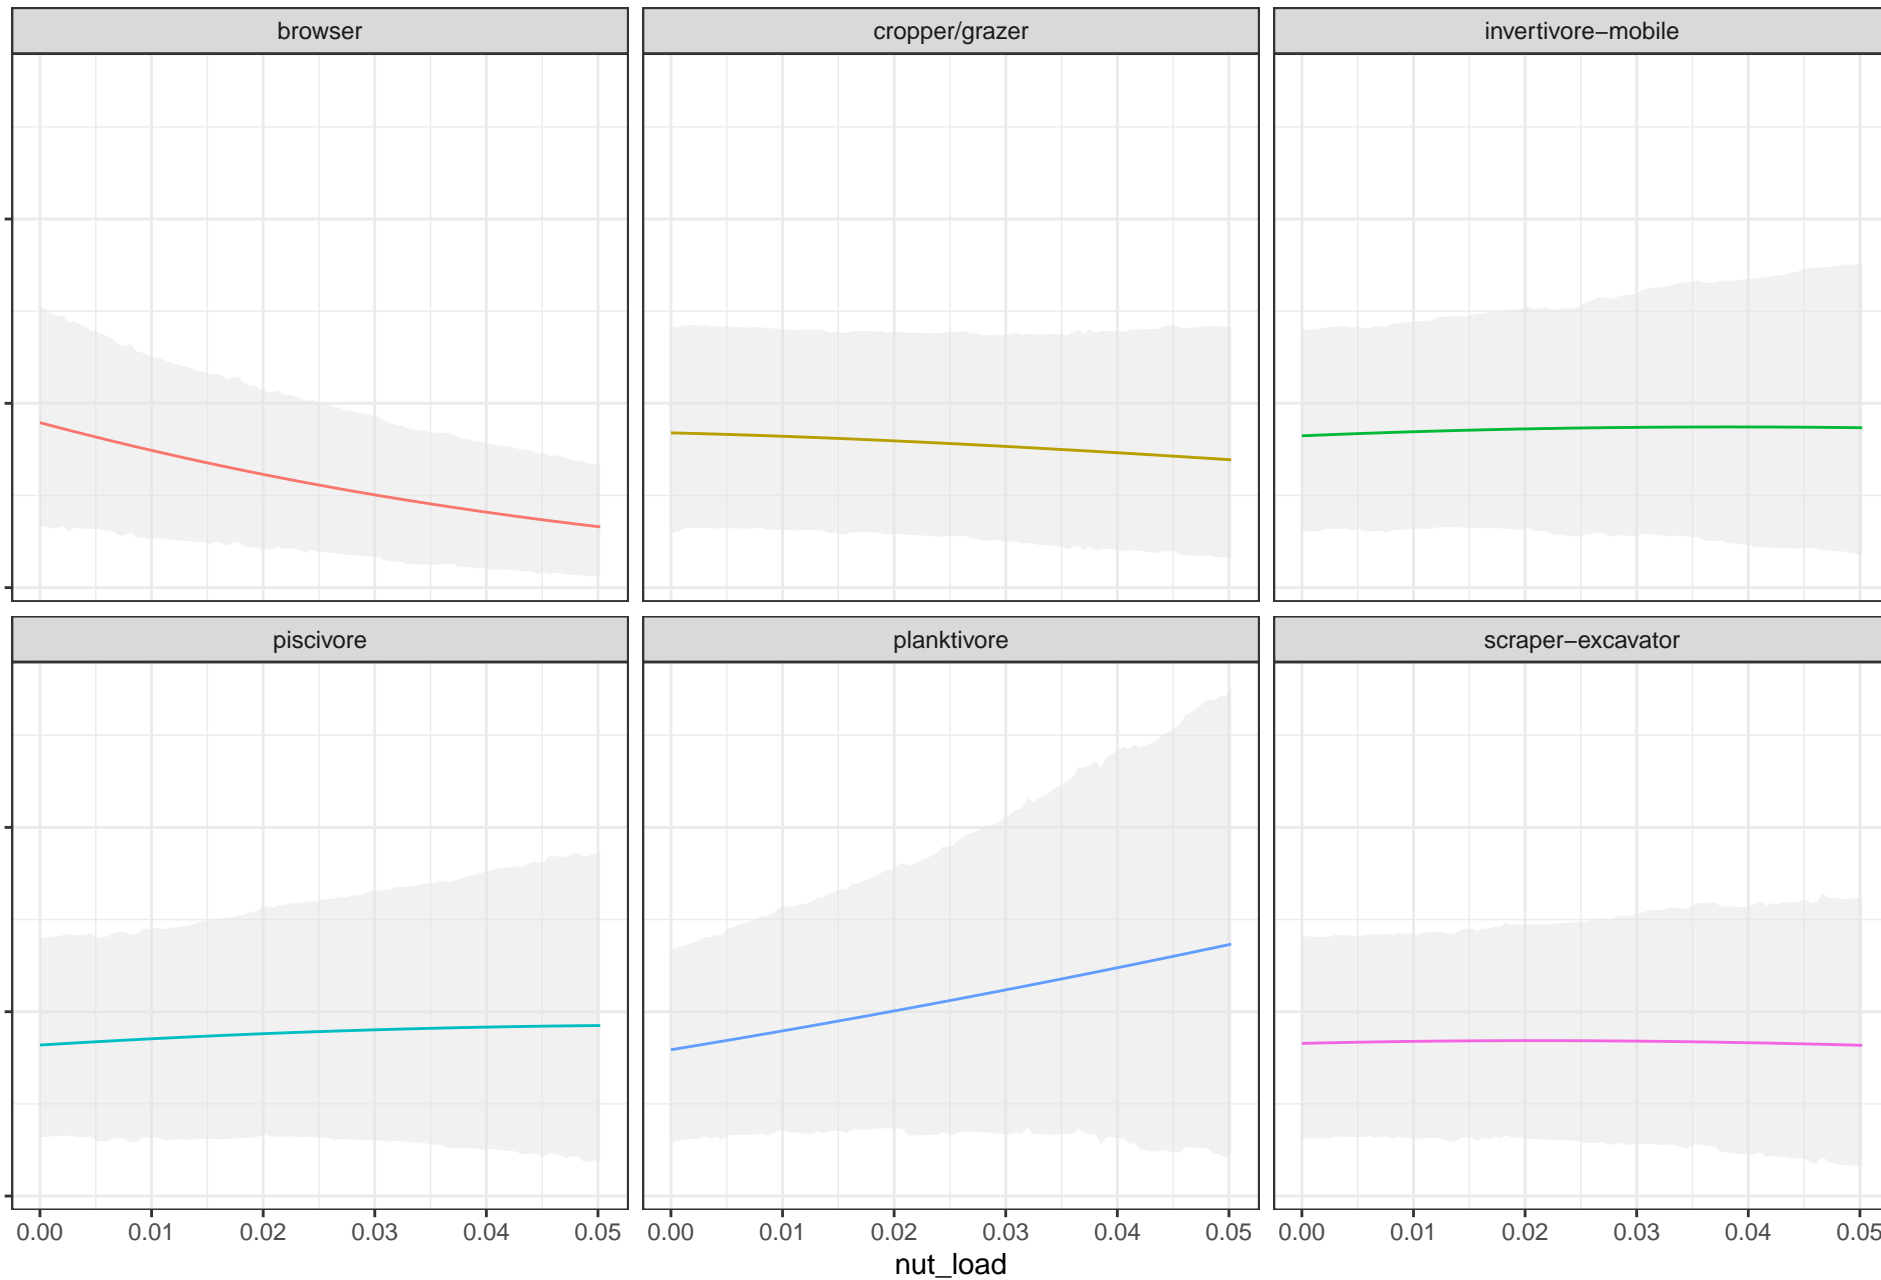 browser cropper/grazer invertivore−mobile
piscivore planktivore scraper−excavator
0.00 0.01 0.02 0.03 0.04 0.05 0.00 0.01 0.02 0.03 0.04 0.05 0.00 0.01 0.02 0.03 0.04 0.05
nut_load